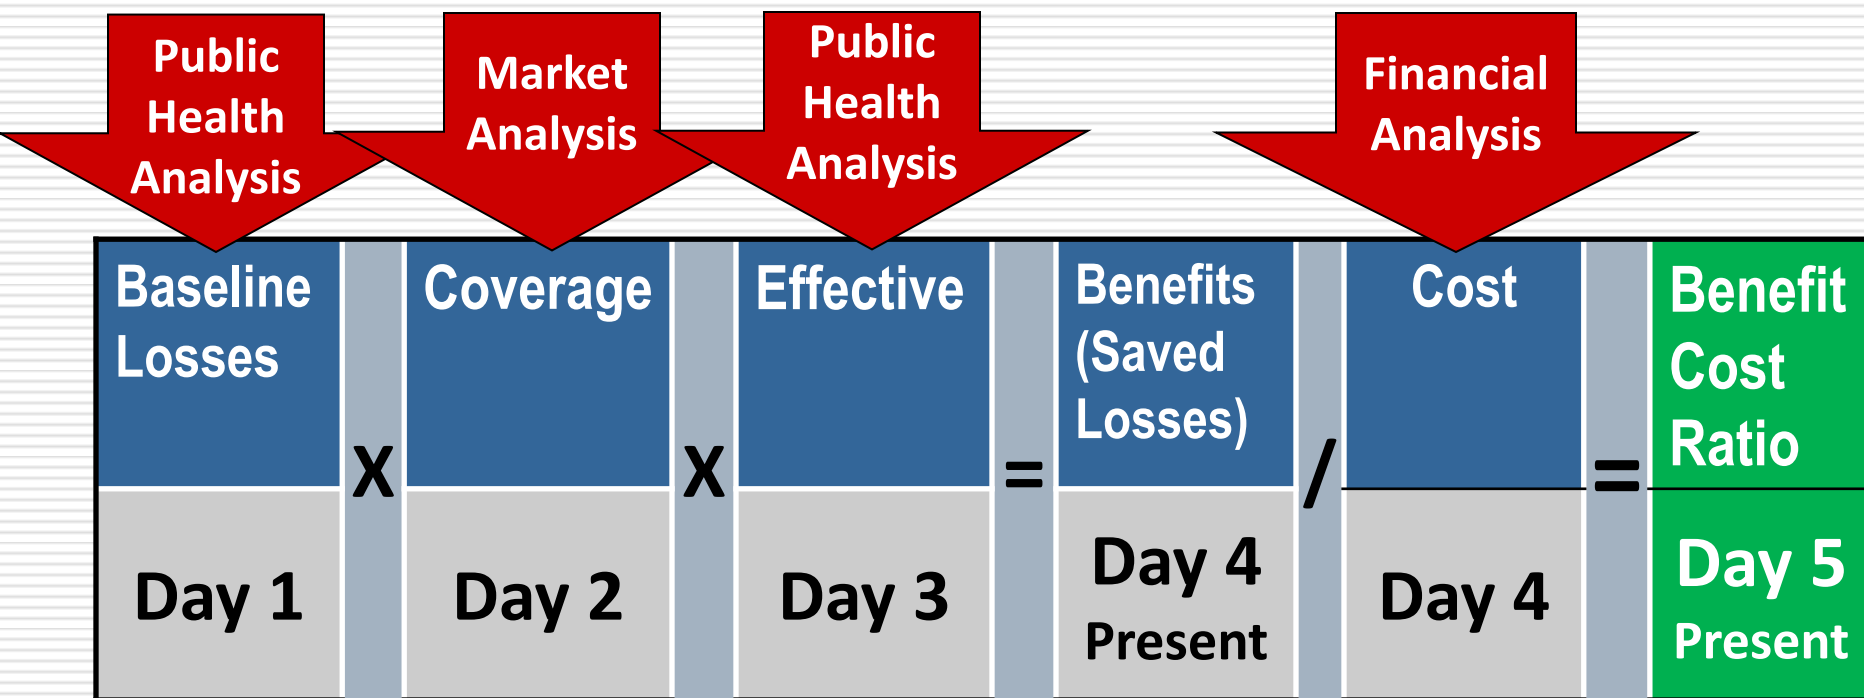 Public
Health
Analysis
Market
Analysis
Public
Health
Analysis
Financial
Analysis
Baseline
Losses
X
Coverage
X
Effective
=
Benefits
(Saved
Losses)
/
Cost
=
Benefit
Cost
Ratio
Day 1
Day 2
Day 3
Day 4
Present
Day 4
Day 5
Present